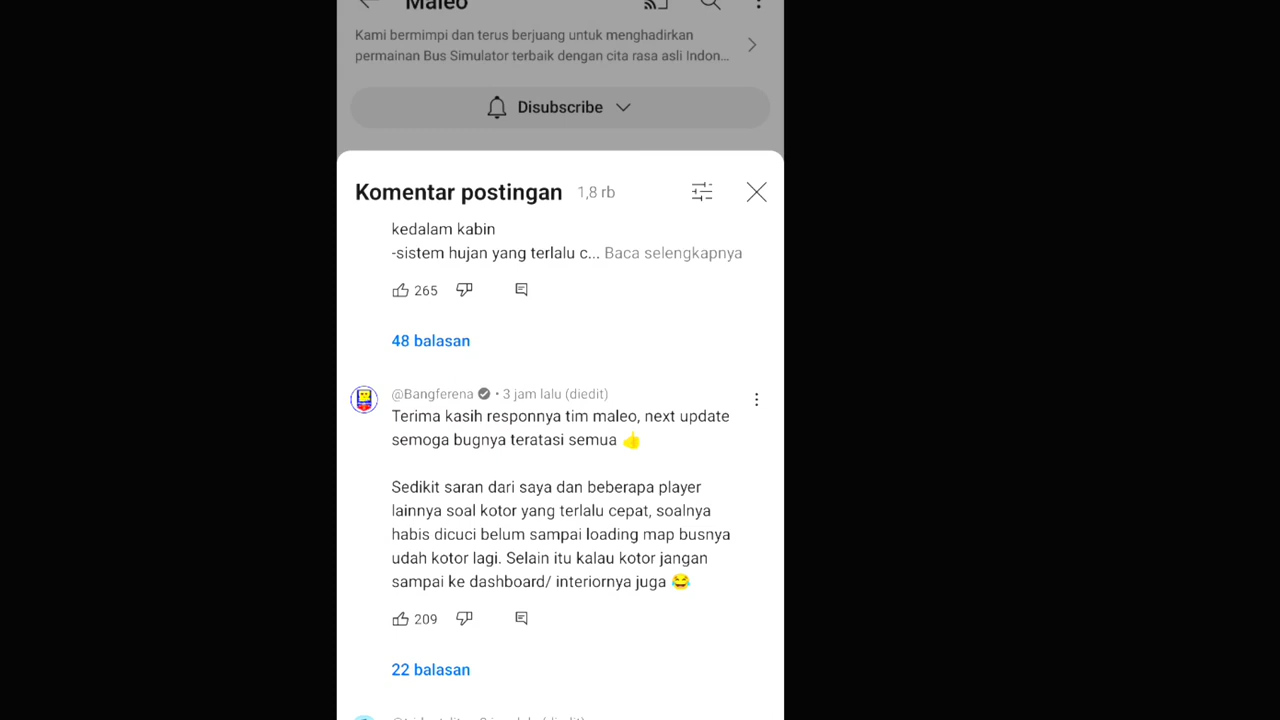 Maleo
Kami bermimpi dan terus berjuang untuk menghadirkan
permainan Bus Simulator terbaik dengan cita rasa asli Indon...
Disubscribe
Komentar postingan 1,8 rb
kedalam kabin
-sistem hujan yang terlalu c... Baca selengkapnya
265
48 balasan
@Bangferena • 3 jam lalu (diedit)
Terima kasih responnya tim maleo, next update
semoga bugnya teratasi semua 👍
Sedikit saran dari saya dan beberapa player
lainnya soal kotor yang terlalu cepat, soalnya
habis dicuci belum sampai loading map busnya
udah kotor lagi. Selain itu kalau kotor jangan
sampai ke dashboard/ interiornya juga 😂
209
22 balasan